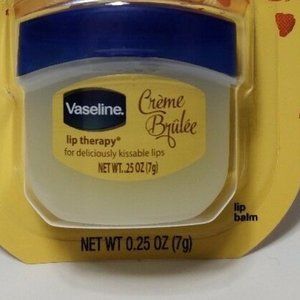 Vaseline.
Crème
Brûlée
lip therapy®
for deliciously kissable lips
NET WT. .25 OZ (7g)
lip
balm
NET WT 0.25 OZ (7g)